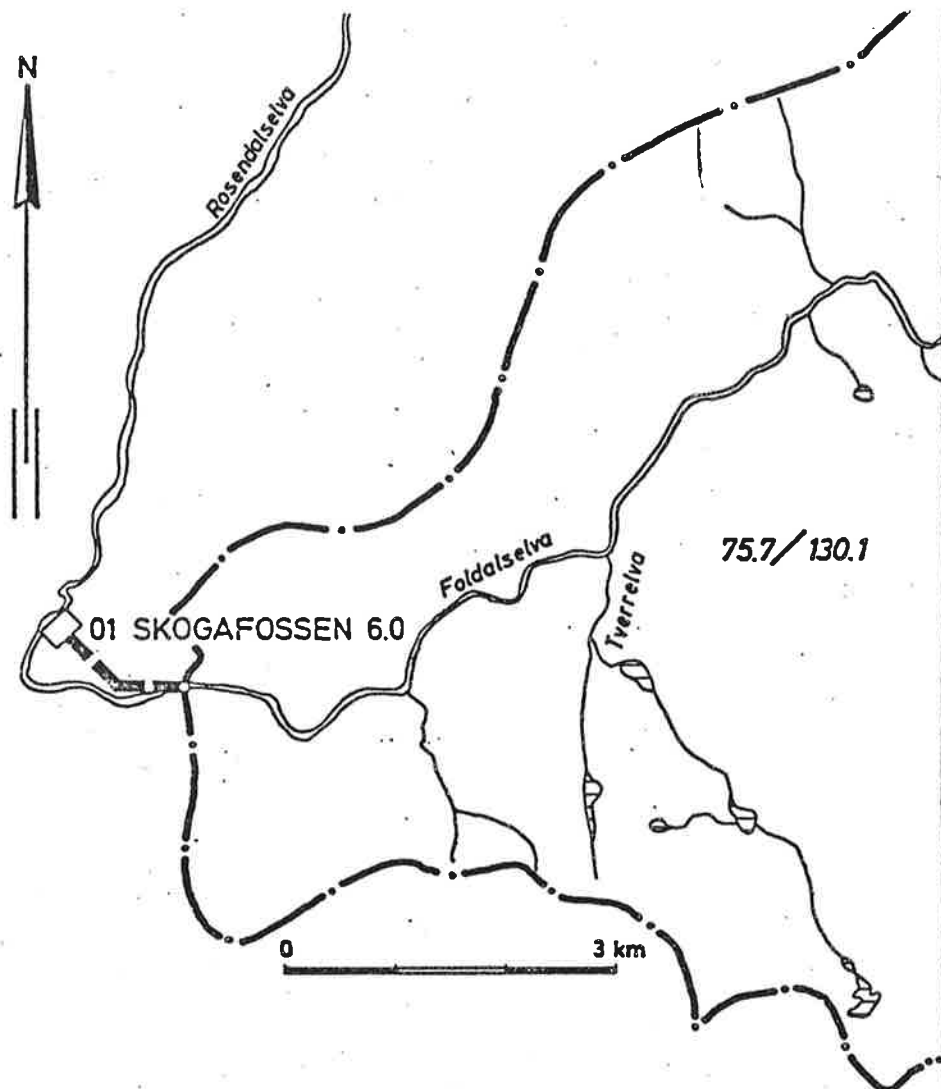 N
Rosendalselva
Foldalselva
75.7/130.1
Tverrelva
01 SKOGAFOSSEN 6.0
0 3 km